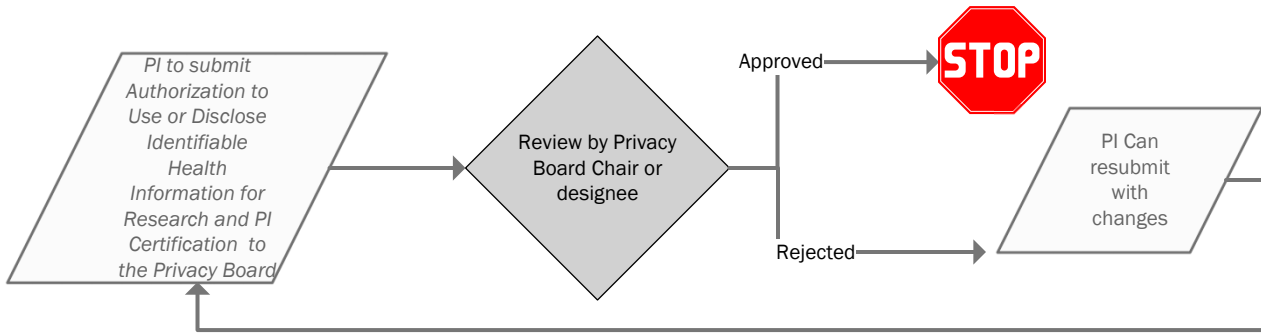 PI to submit
Authorization to
Use or Disclose
Identifiable
Health
Information for
Research and PI
Certification to
the Privacy Board
Review by Privacy
Board Chair or
designee
Approved
STOP
Rejected
PI Can
resubmit
with
changes